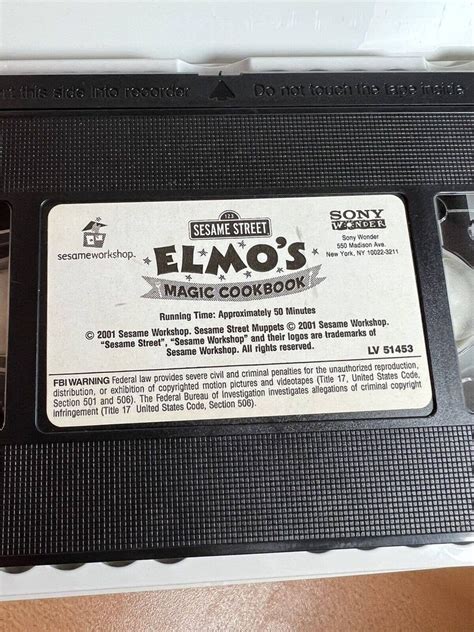 t this side into recorder Do not touch the tape inside
123
SESAME STREET
sesameworkshop.
SONY
WONDER
Sony Wonder
550 Madison Ave.
New York, NY 10022-3211
ELMO'S
MAGIC COOKBOOK
Running Time: Approximately 50 Minutes
© 2001 Sesame Workshop. Sesame Street Muppets © 2001 Sesame Workshop.
"Sesame Street", "Sesame Workshop" and their logos are trademarks of
Sesame Workshop. All rights reserved.
LV 51453
FBI WARNING Federal law provides severe civil and criminal penalties for the unauthorized reproduction,
distribution, or exhibition of copyrighted motion pictures and videotapes (Title 17, United States Code,
Section 501 and 506). The Federal Bureau of Investigation investigates allegations of criminal copyright
infringement (Title 17 United States Code, Section 506).